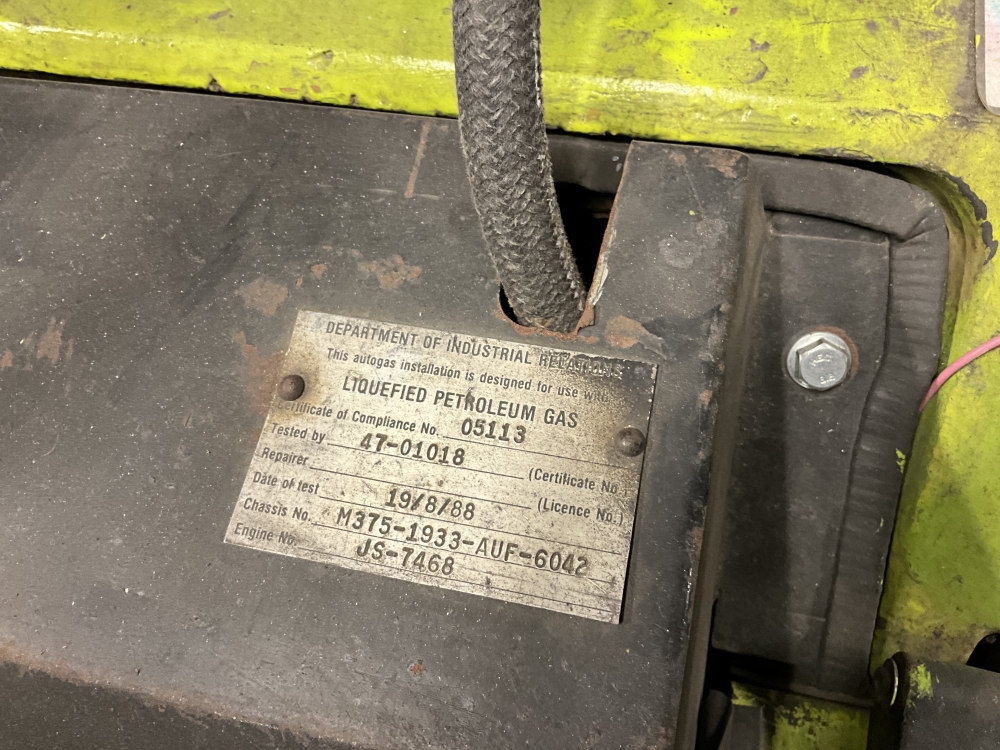 DEPARTMENT OF INDUSTRIAL RELATIONS
This autogas installation is designed for use with
LIQUEFIED PETROLEUM GAS
Certificate of Compliance No. 05113
Tested by 47-01018 (Certificate No.)
Repairer (Licence No.)
Date of test 19/8/88
Chassis No. M375-1933-AUF-6042
Engine No. JS-7468